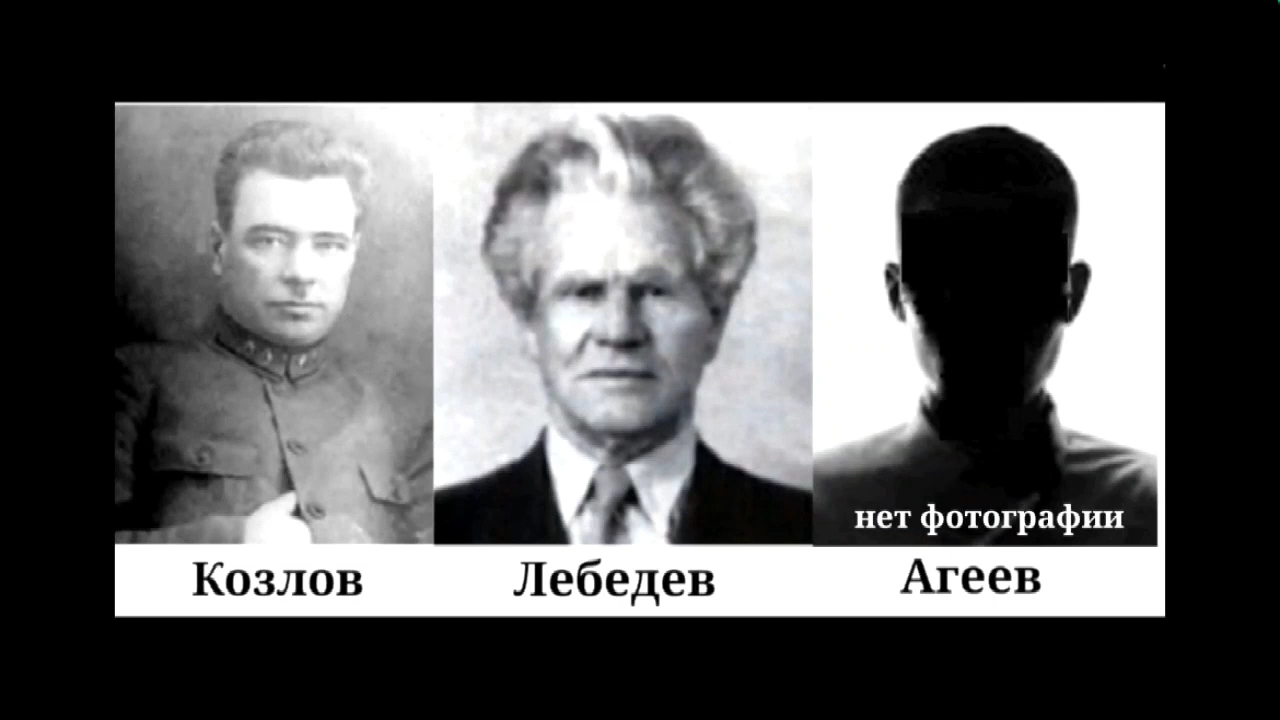 нет фотографии
Козлов
Лебедев
Агеев